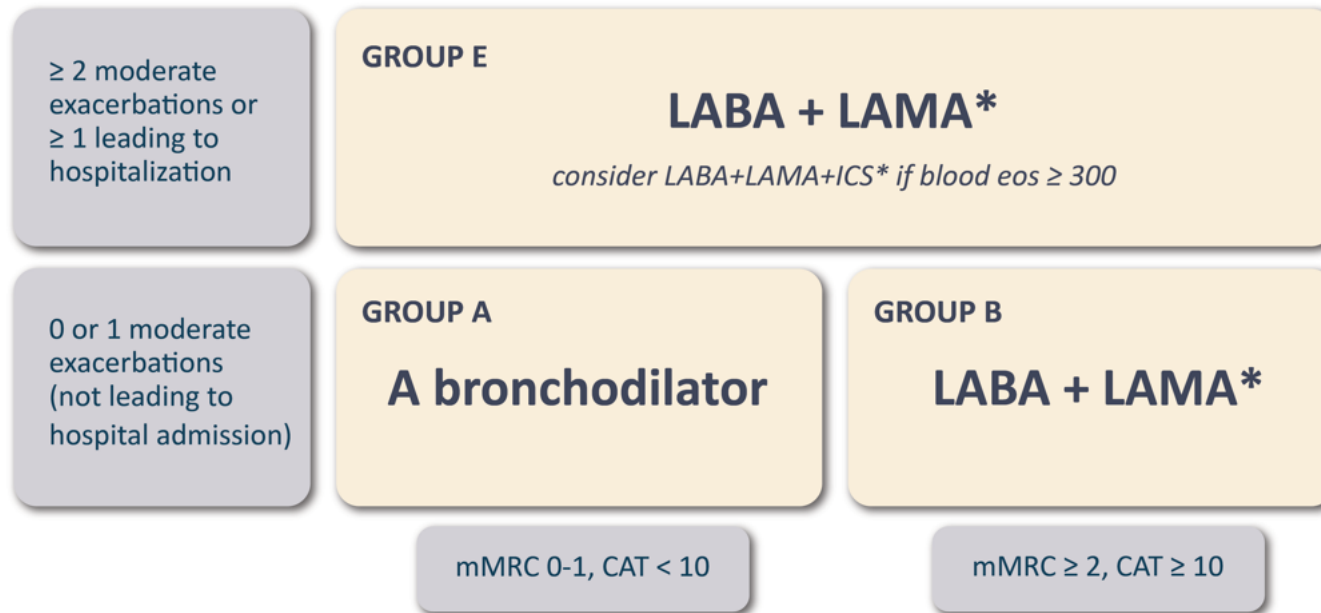 ≥ 2 moderate
exacerbations or
≥ 1 leading to
hospitalization
GROUP E
LABA + LAMA*
consider LABA+LAMA+ICS* if blood eos ≥ 300
0 or 1 moderate
exacerbations
(not leading to
hospital admission)
GROUP A
A bronchodilator
GROUP B
LABA + LAMA*
mMRC 0-1, CAT < 10
mMRC ≥ 2, CAT ≥ 10